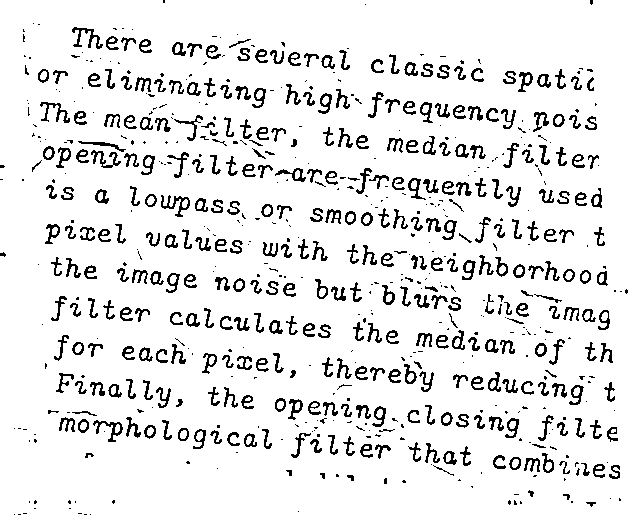 There are several classic spatic
or eliminating high frequency nois
The mean filter, the median filter
opening filter are frequently used
is a lowpass or smoothing filter t
pixel values with the neighborhood
the image noise but blurs the imag
filter calculates the median of th
for each pixel, thereby reducing t
Finally, the opening closing filte
morphological filter that combines